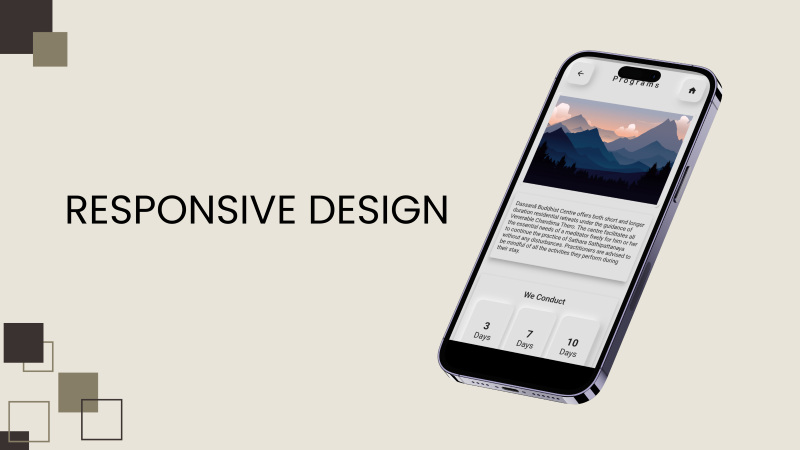 RESPONSIVE DESIGN
Programs
Dassanā Buddhist Centre offers both short and longer
duration residential retreats under the guidance of
Venerable Chandima Thero. The centre facilitates all
the essential needs of a meditator freely for him or her
to continue the practice of Sathara Sathipattanaya
without any disturbances. Practitioners are advised to
be mindful of all the activities they perform during
their stay.
We Conduct
3
Days
7
Days
10
Days